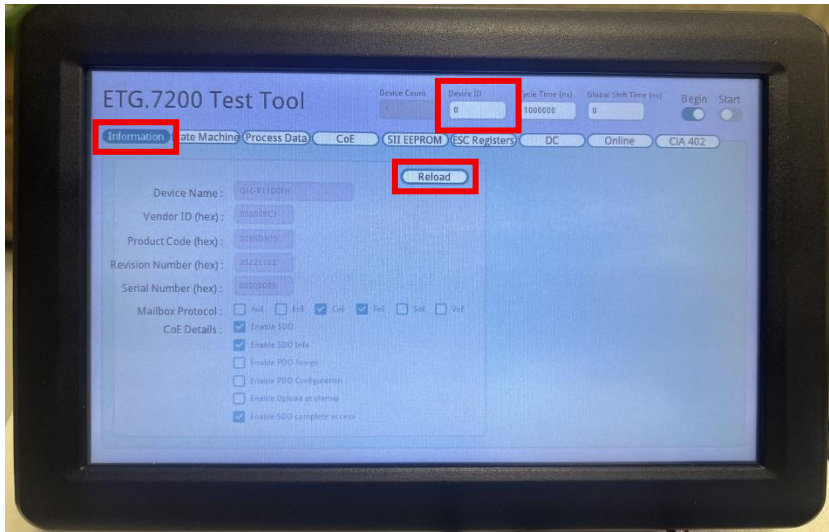 ETG.7200 Test Tool
Device Count
Device ID
Cycle Time (ns)
Global Shift Time (ns)
Begin
Start
1
0
1000000
0
Information
State Machine
Process Data
CoE
SII EEPROM
ESC Registers
DC
Online
CiA 402
Reload
Device Name :
Vendor ID (hex) :
Product Code (hex) :
Revision Number (hex) :
Serial Number (hex) :
Mailbox Protocol :
AoE
EoE
CoE
FoE
SoE
VoE
CoE Details :
Enable SDO
Enable SDO Info
Enable PDO Assign
Enable PDO Configuration
Enable Upload at startup
Enable SDO complete access